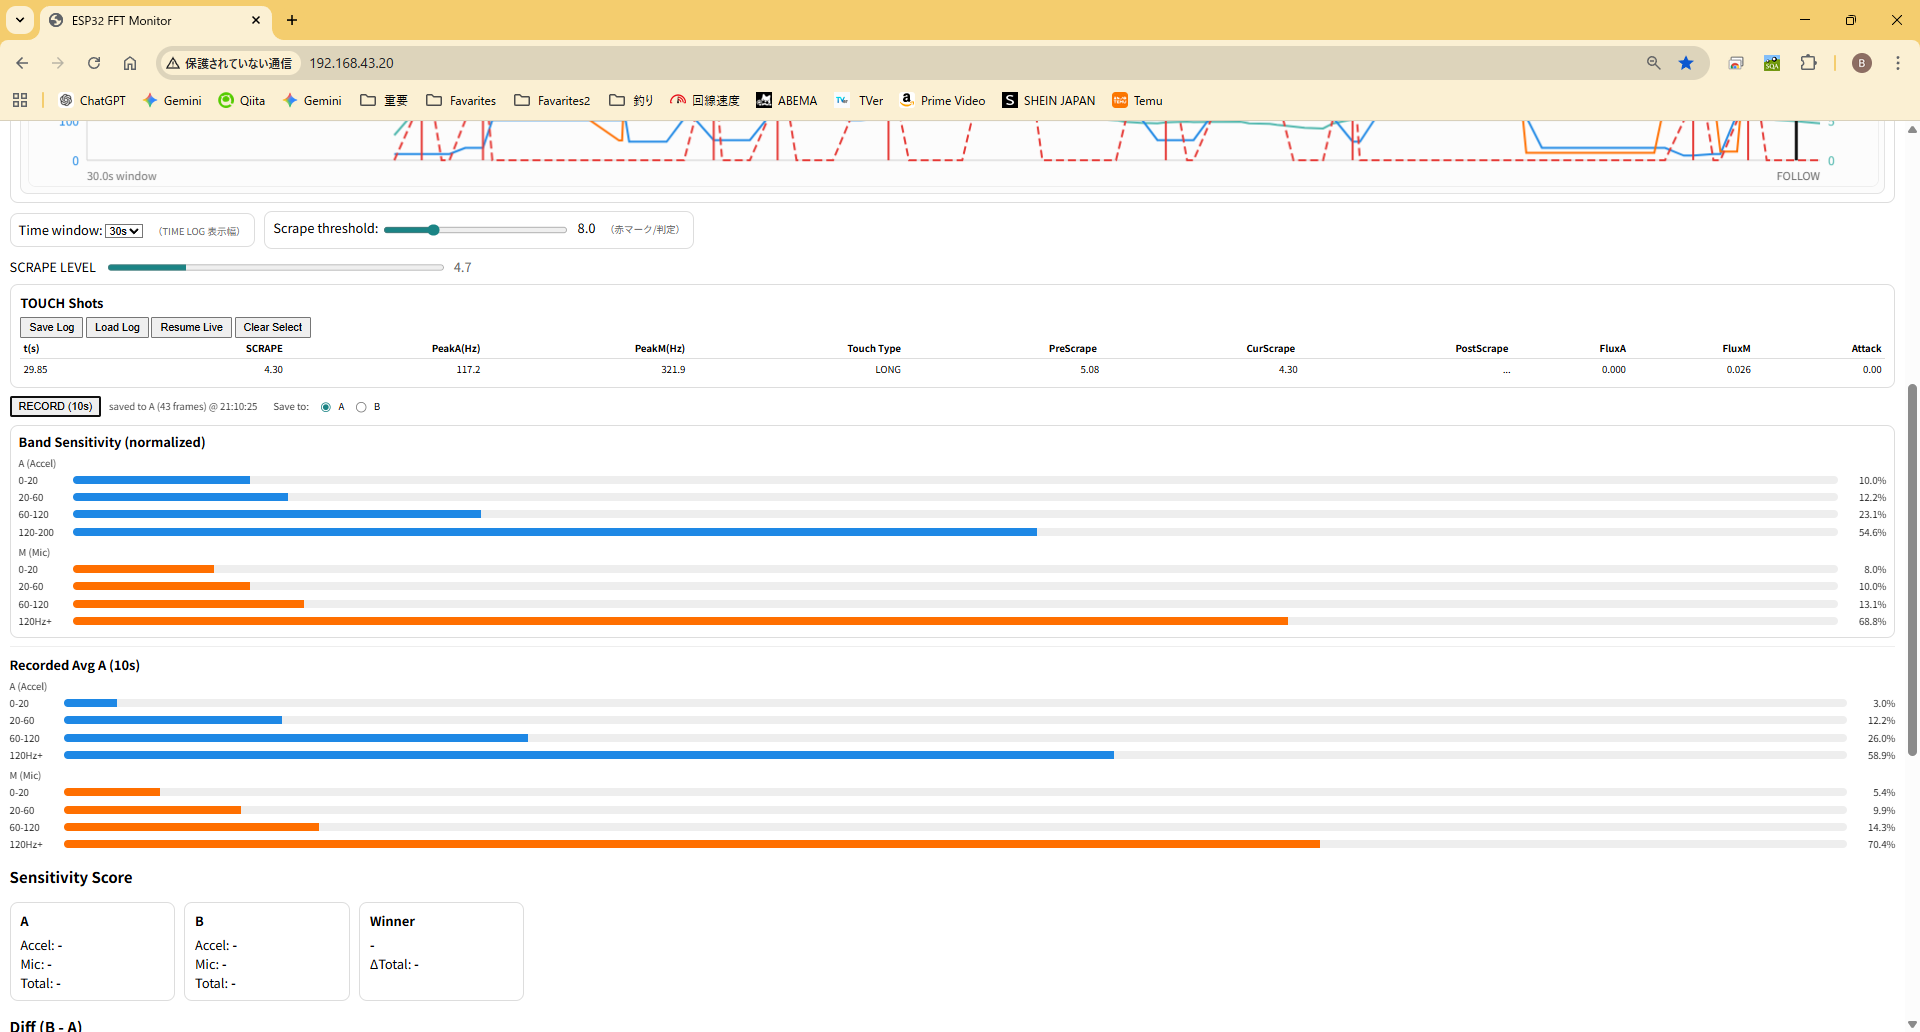 ESP32 FFT Monitor
保護されていない通信 192.168.43.20
B
ChatGPT Gemini Qiita Gemini 重要 Favarites Favarites2 釣り 回線速度 ABEMA TVer Prime Video SHEIN JAPAN Temu
100 5
0 0
30.0s window FOLLOW
Time window: 30s (TIME LOG 表示幅) Scrape threshold: 8.0 (赤マーク/判定)
SCRAPE LEVEL 4.7
TOUCH Shots
Save Log Load Log Resume Live Clear Select
t(s) SCRAPE PeakA(Hz) PeakM(Hz) Touch Type PreScrape CurScrape PostScrape FluxA FluxM Attack
29.85 4.30 117.2 321.9 LONG 5.08 4.30 ... 0.000 0.026 0.00
RECORD (10s) saved to A (43 frames) @ 21:10:25 Save to: A B
Band Sensitivity (normalized)
A (Accel)
0-20 10.0%
20-60 12.2%
60-120 23.1%
120-200 54.6%
M (Mic)
0-20 8.0%
20-60 10.0%
60-120 13.1%
120Hz+ 68.8%
Recorded Avg A (10s)
A (Accel)
0-20 3.0%
20-60 12.2%
60-120 26.0%
120Hz+ 58.9%
M (Mic)
0-20 5.4%
20-60 9.9%
60-120 14.3%
120Hz+ 70.4%
Sensitivity Score
A B Winner
Accel: - Accel: - -
Mic: - Mic: - ΔTotal: -
Total: - Total: -
Diff (B - A)